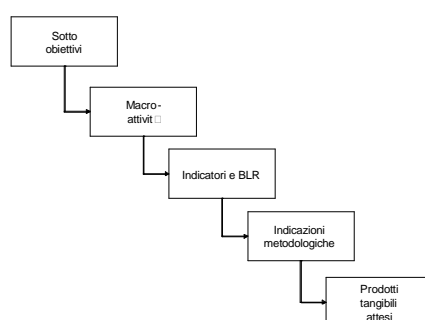 Sotto
obiettivi
Macro-
attivit□
Indicatori e BLR
Indicazioni
metodologiche
Prodotti
tangibili
attesi